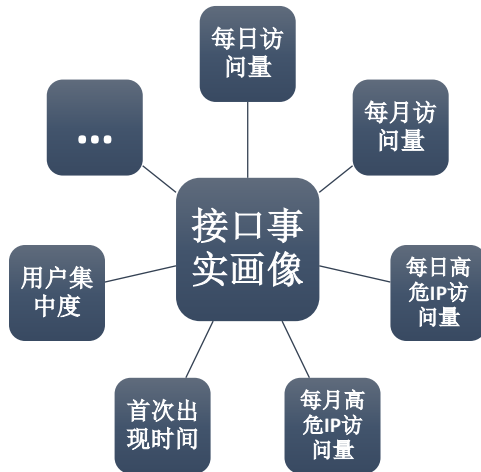 每日访
问量
每月访
问量
...
接口事
实画像
用户集
中度
每日高
危IP访
问量
首次出
现时间
每月高
危IP访
问量